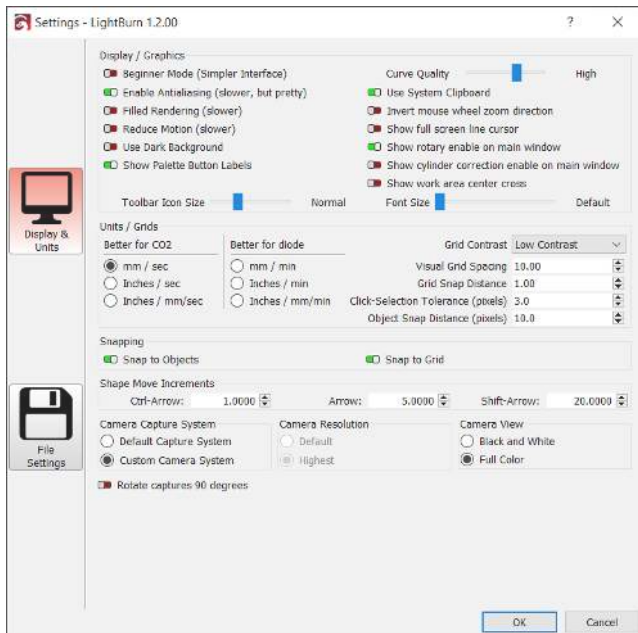 Settings - LightBurn 1.2.00
Display / Graphics
Beginner Mode (Simpler Interface)
Curve Quality High
Enable Antialiasing (slower, but pretty)
Use System Clipboard
Filled Rendering (slower)
Invert mouse wheel zoom direction
Reduce Motion (slower)
Show full screen line cursor
Use Dark Background
Show rotary enable on main window
Show Palette Button Labels
Show cylinder correction enable on main window
Show work area center cross
Toolbar Icon Size Normal
Font Size Default
Display & Units
Units / Grids
Better for CO2
Better for diode
Grid Contrast Low Contrast
mm / sec
mm / min
Visual Grid Spacing 10.00
Inches / sec
Inches / min
Grid Snap Distance 1.00
Inches / mm/sec
Inches / mm/min
Click-Selection Tolerance (pixels) 3.0
Object Snap Distance (pixels) 10.0
Snapping
Snap to Objects
Snap to Grid
Shape Move Increments
Ctrl-Arrow: 1.0000
Arrow: 5.0000
Shift-Arrow: 20.0000
File Settings
Camera Capture System
Default Capture System
Custom Camera System
Camera Resolution
Default
Highest
Camera View
Black and White
Full Color
Rotate captures 90 degrees
OK
Cancel